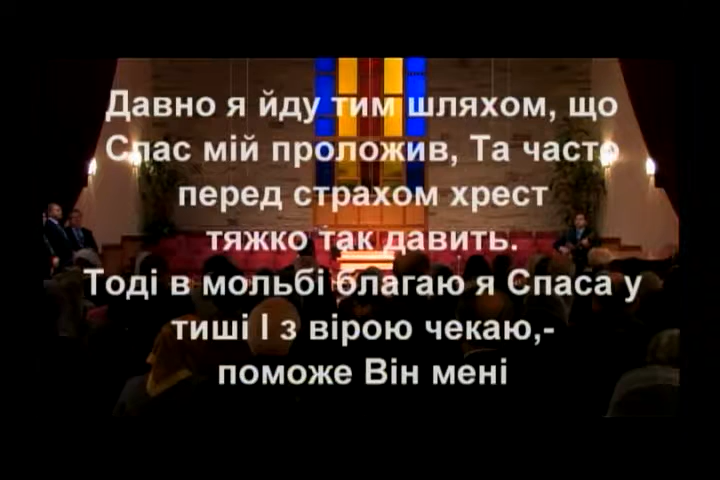 Давно я йду тим шляхом, що
Спас мій проложив, Та часто
перед страхом хрест
тяжко так давить.
Тоді в мольбі благаю я Спаса у
тиші І з вірою чекаю,-
поможе Він мені